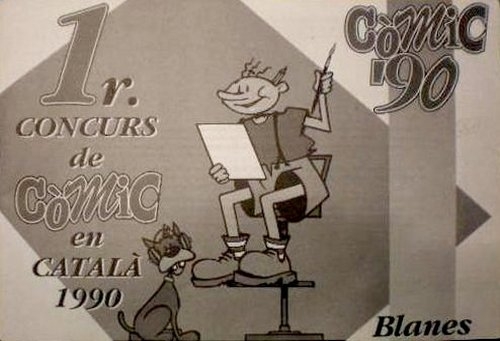 1r.
CONCURS
de
CòMiC
en
CATALÀ
1990
CòMiC
'90
Blanes